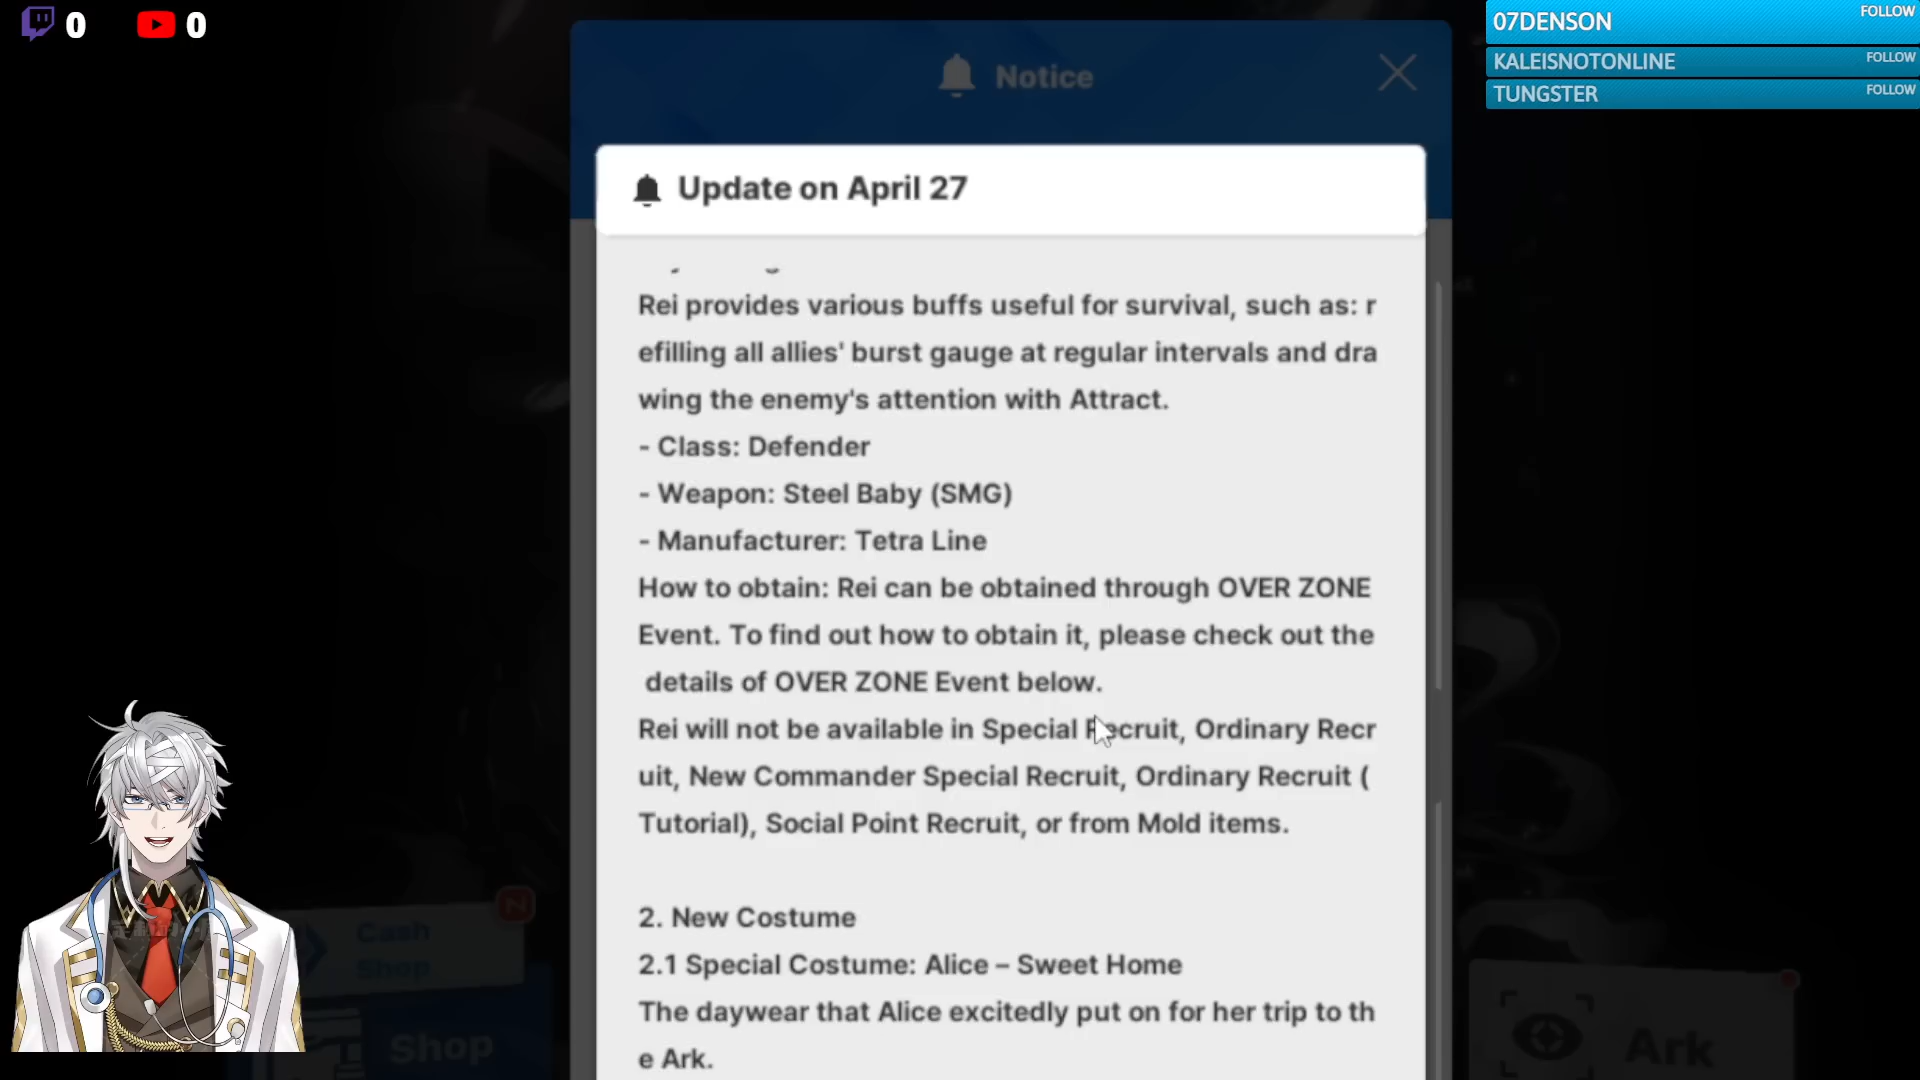 0
0
07DENSON FOLLOW
KALEISNOTONLINE FOLLOW
TUNGSTER FOLLOW
Notice
Update on April 27
Rei provides various buffs useful for survival, such as: r
efilling all allies' burst gauge at regular intervals and dra
wing the enemy's attention with Attract.
- Class: Defender
- Weapon: Steel Baby (SMG)
- Manufacturer: Tetra Line
How to obtain: Rei can be obtained through OVER ZONE
Event. To find out how to obtain it, please check out the
details of OVER ZONE Event below.
Rei will not be available in Special Recruit, Ordinary Recr
uit, New Commander Special Recruit, Ordinary Recruit (
Tutorial), Social Point Recruit, or from Mold items.
2. New Costume
2.1 Special Costume: Alice – Sweet Home
The daywear that Alice excitedly put on for her trip to th
e Ark.
Cash
Shop
N
Shop
Ark